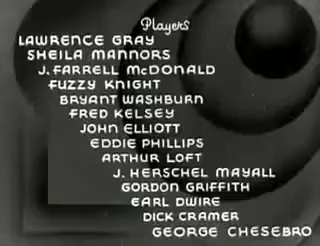 Players
LAWRENCE GRAY
SHEILA MANNORS
J. FARRELL McDONALD
FUZZY KNIGHT
BRYANT WASHBURN
FRED KELSEY
JOHN ELLIOTT
EDDIE PHILLIPS
ARTHUR LOFT
J. HERSCHEL MAYALL
GORDON GRIFFITH
EARL DWIRE
DICK CRAMER
GEORGE CHESEBRO